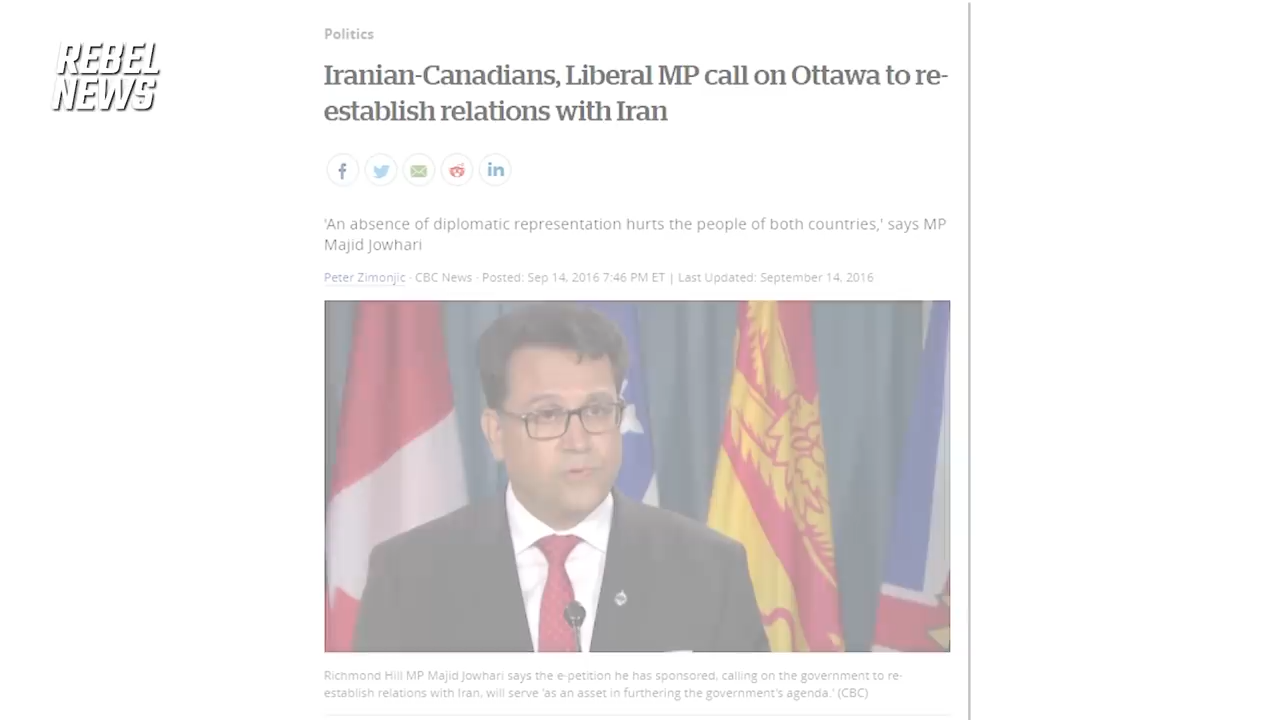 REBEL
NEWS
Politics
Iranian-Canadians, Liberal MP call on Ottawa to re-
establish relations with Iran
'An absence of diplomatic representation hurts the people of both countries,' says MP
Majid Jowhari
Peter Zimonjic · CBC News · Posted: Sep 14, 2016 7:46 PM ET | Last Updated: September 14, 2016
Richmond Hill MP Majid Jowhari says the e-petition he has sponsored, calling on the government to re-
establish relations with Iran, will serve 'as an asset in furthering the government's agenda.' (CBC)